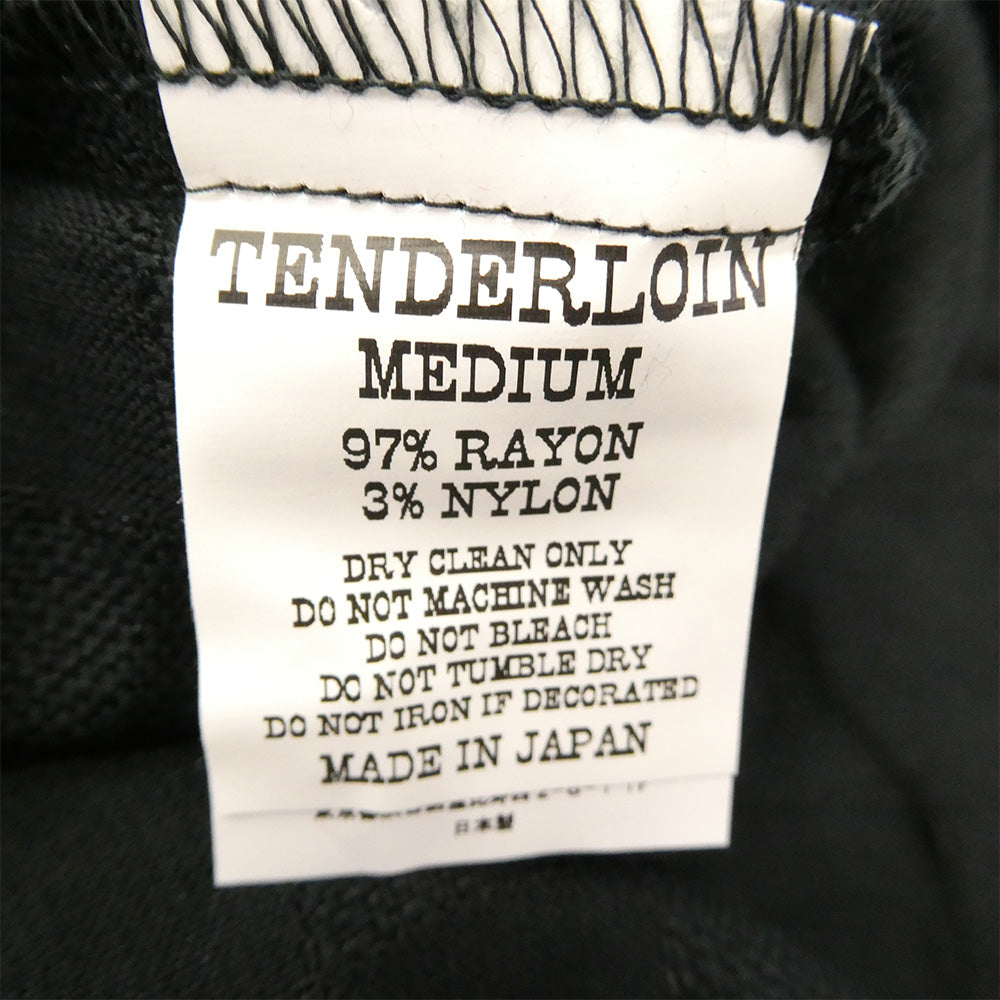 TENDERLOIN
MEDIUM
97% RAYON
3% NYLON
DRY CLEAN ONLY
DO NOT MACHINE WASH
DO NOT BLEACH
DO NOT TUMBLE DRY
DO NOT IRON IF DECORATED
MADE IN JAPAN
日本製